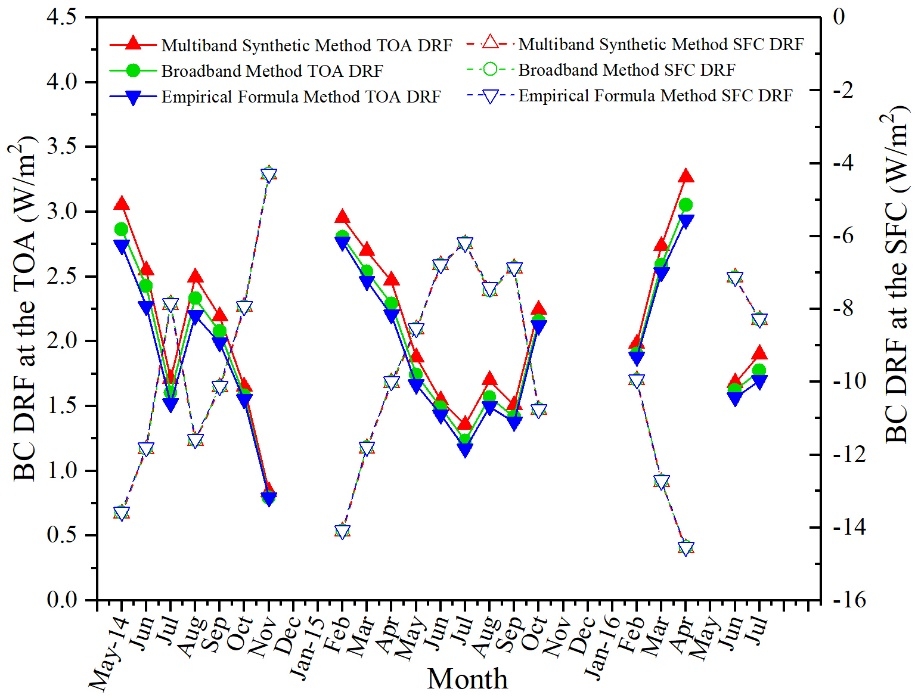 4.5
4.0
3.5
3.0
2.5
2.0
1.5
1.0
0.5
0.0
BC DRF at the TOA (W/m²)
Multiband Synthetic Method TOA DRF
Broadband Method TOA DRF
Empirical Formula Method TOA DRF
Multiband Synthetic Method SFC DRF
Broadband Method SFC DRF
Empirical Formula Method SFC DRF
0
-2
-4
-6
-8
-10
-12
-14
-16
BC DRF at the SFC (W/m²)
May-14
Jun
Jul
Aug
Sep
Oct
Nov
Dec
Jan-15
Feb
Mar
Apr
May
Jun
Jul
Aug
Sep
Oct
Nov
Dec
Jan-16
Feb
Mar
Apr
May
Jun
Jul
Month